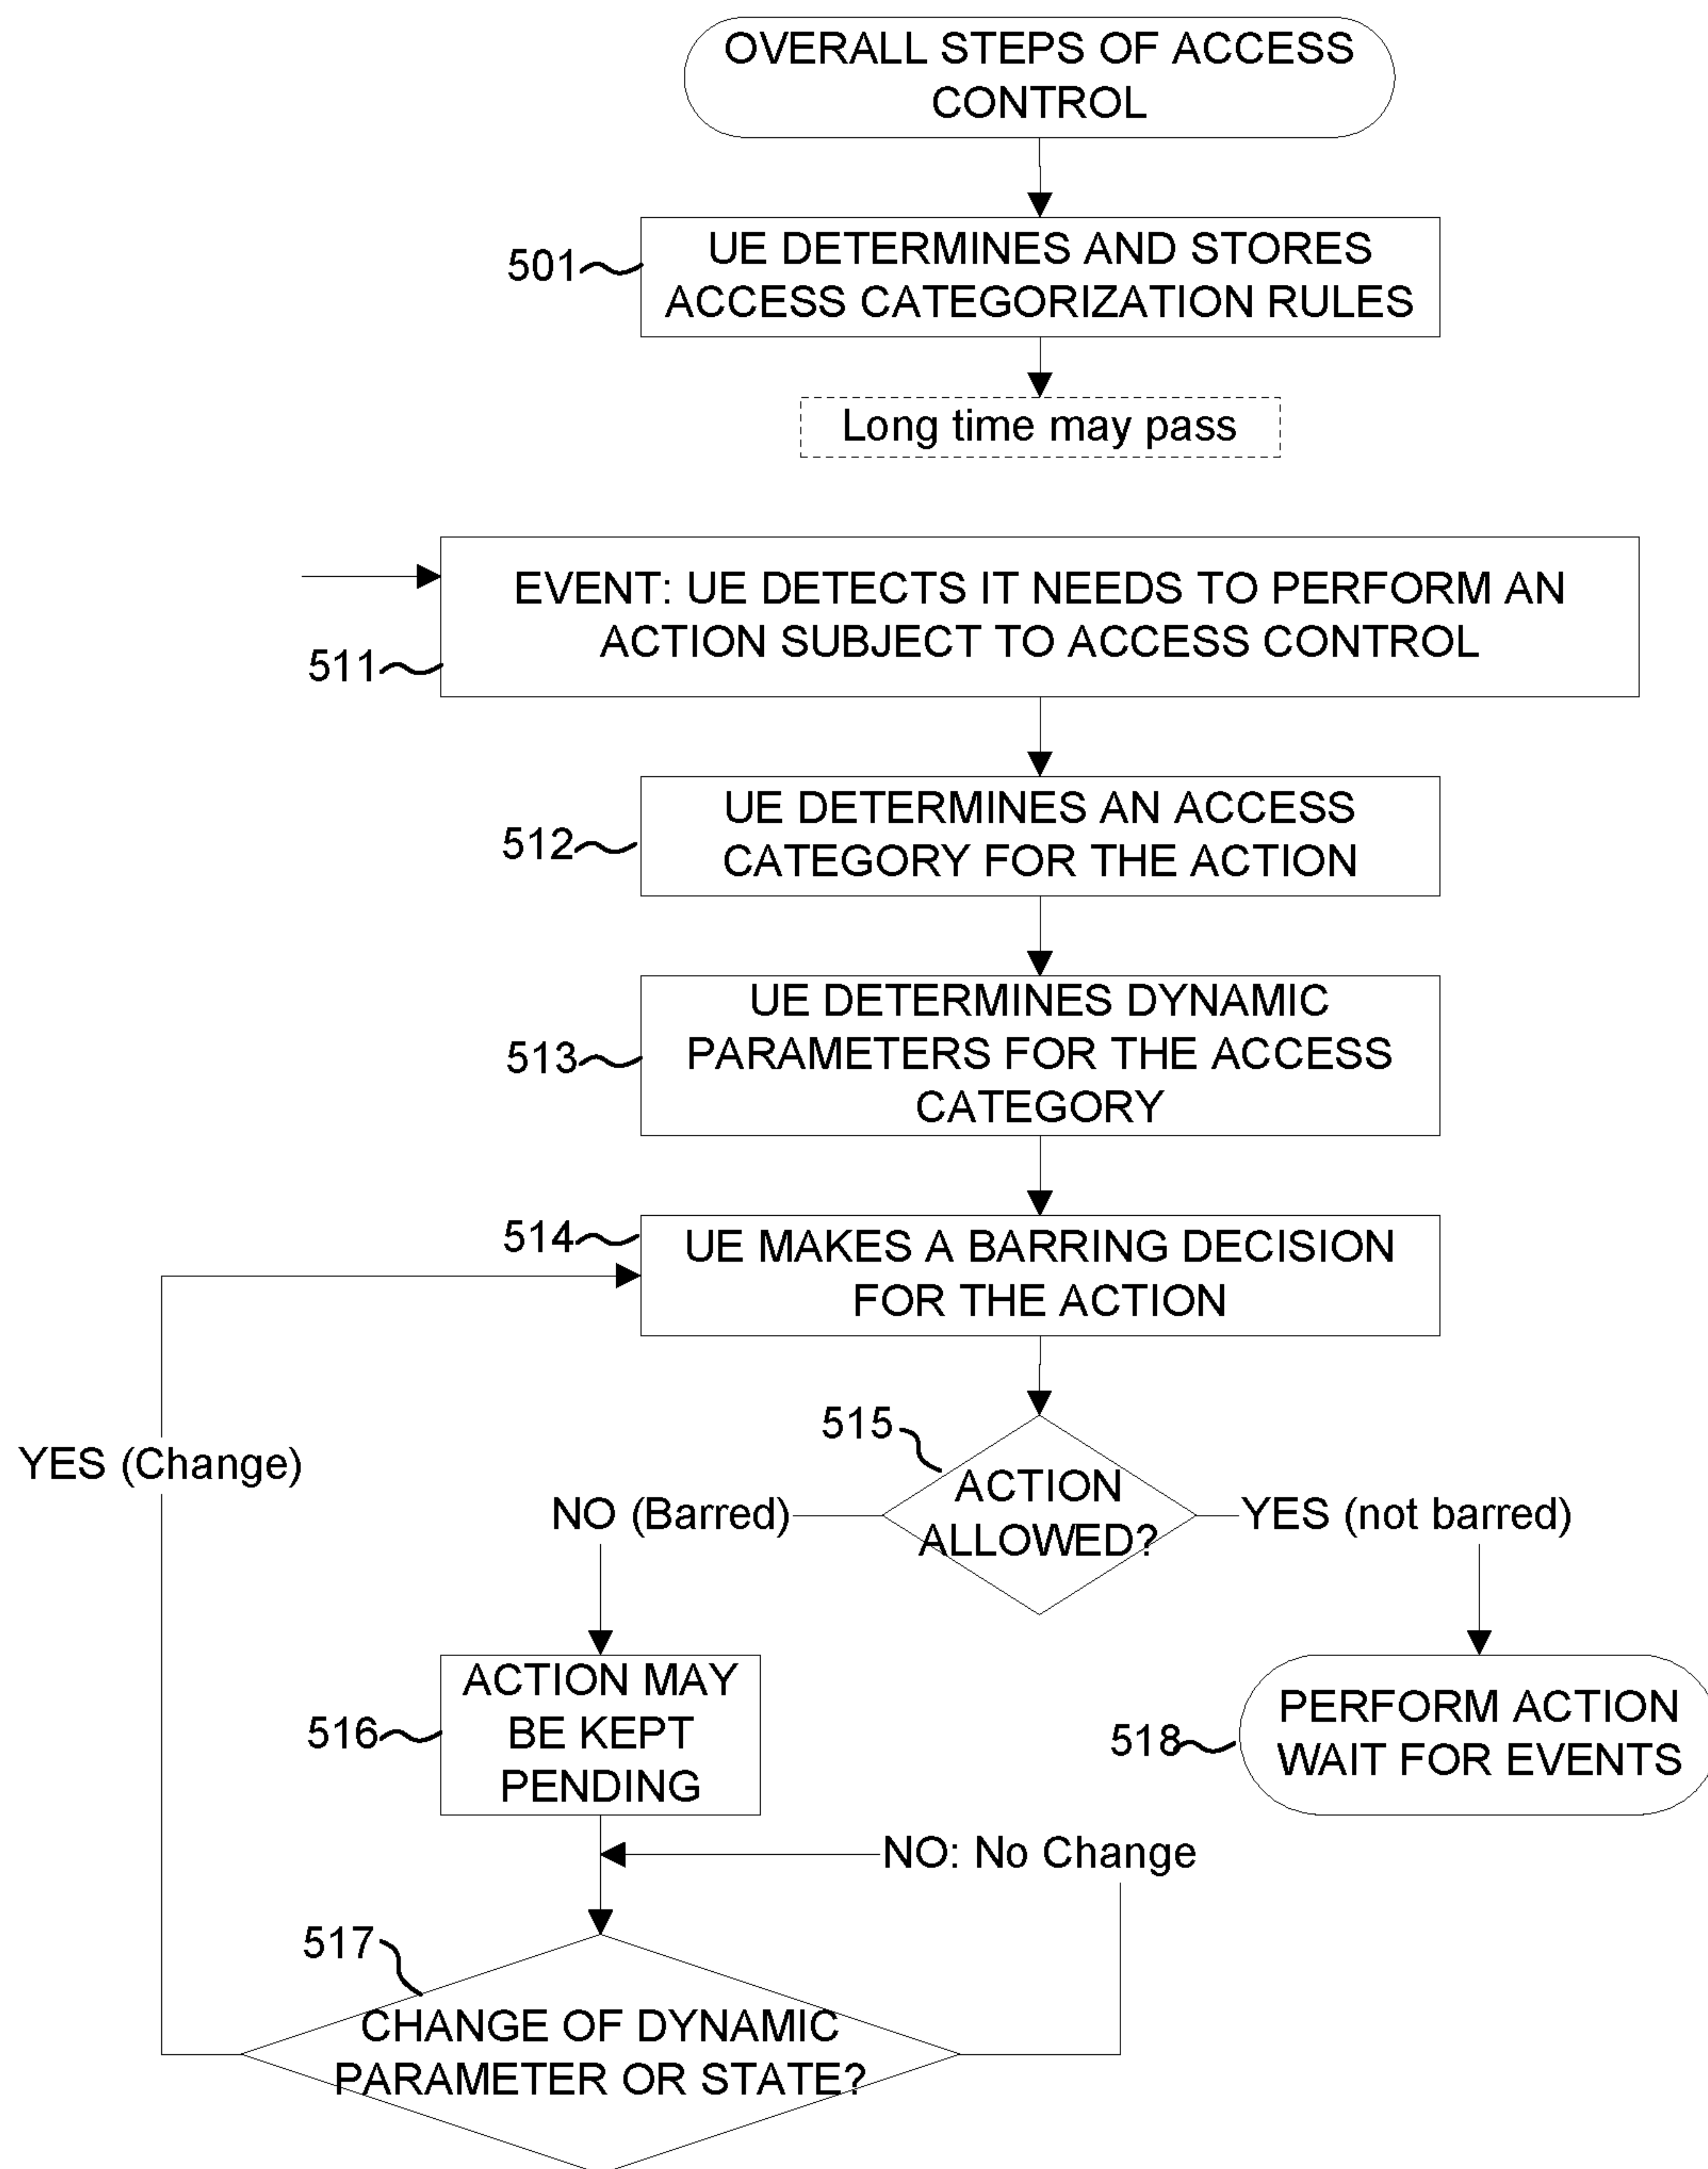 OVERALL STEPS OF ACCESS
CONTROL
501
UE DETERMINES AND STORES
ACCESS CATEGORIZATION RULES
Long time may pass
EVENT: UE DETECTS IT NEEDS TO PERFORM AN
ACTION SUBJECT TO ACCESS CONTROL
511
UE DETERMINES AN ACCESS
CATEGORY FOR THE ACTION
512
UE DETERMINES DYNAMIC
PARAMETERS FOR THE ACCESS
CATEGORY
513
514
UE MAKES A BARRING DECISION
FOR THE ACTION
515
YES (Change)
ACTION
ALLOWED?
NO (Barred)
YES (not barred)
ACTION MAY
BE KEPT
PENDING
516
518
PERFORM ACTION
WAIT FOR EVENTS
NO: No Change
517
CHANGE OF DYNAMIC
PARAMETER OR STATE?